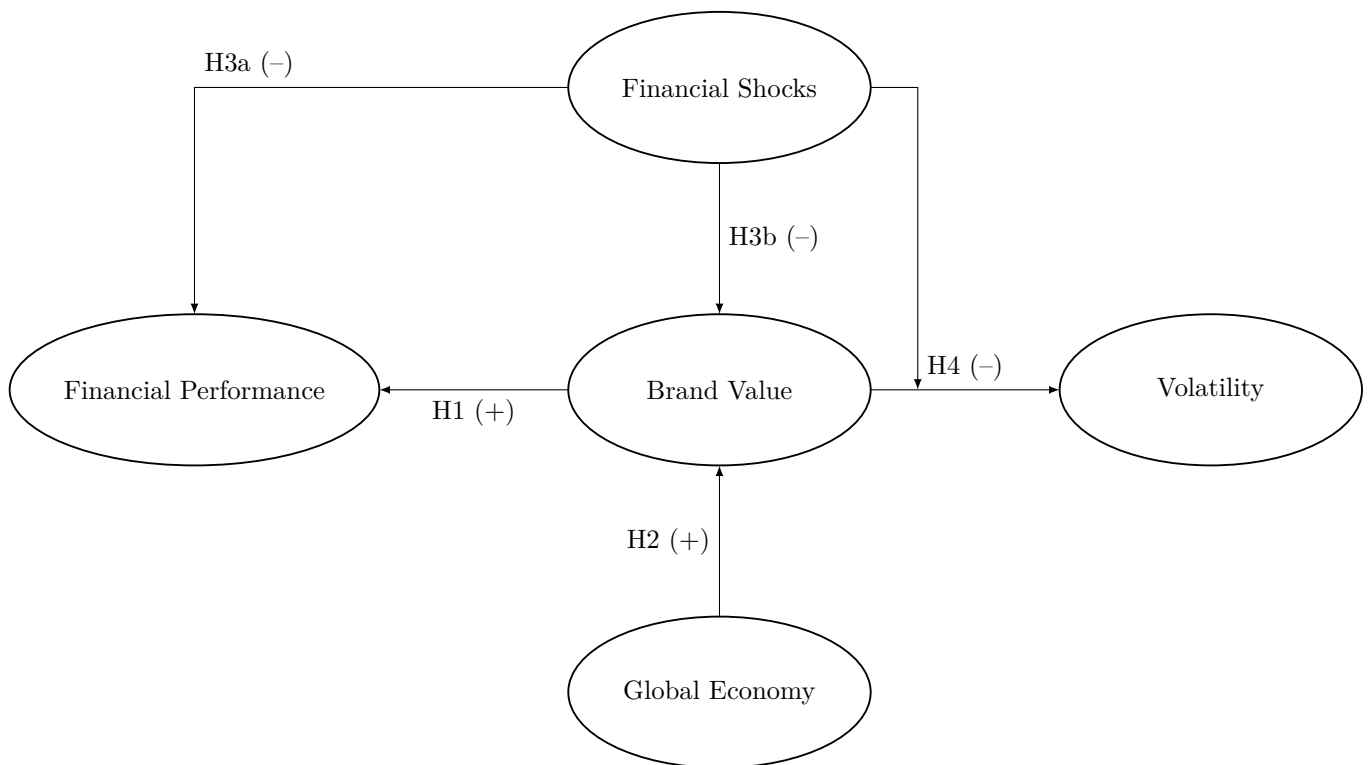 H3a (–)
Financial Shocks
H3b (–)
H4 (–)
Financial Performance
Brand Value
Volatility
H1 (+)
H2 (+)
Global Economy